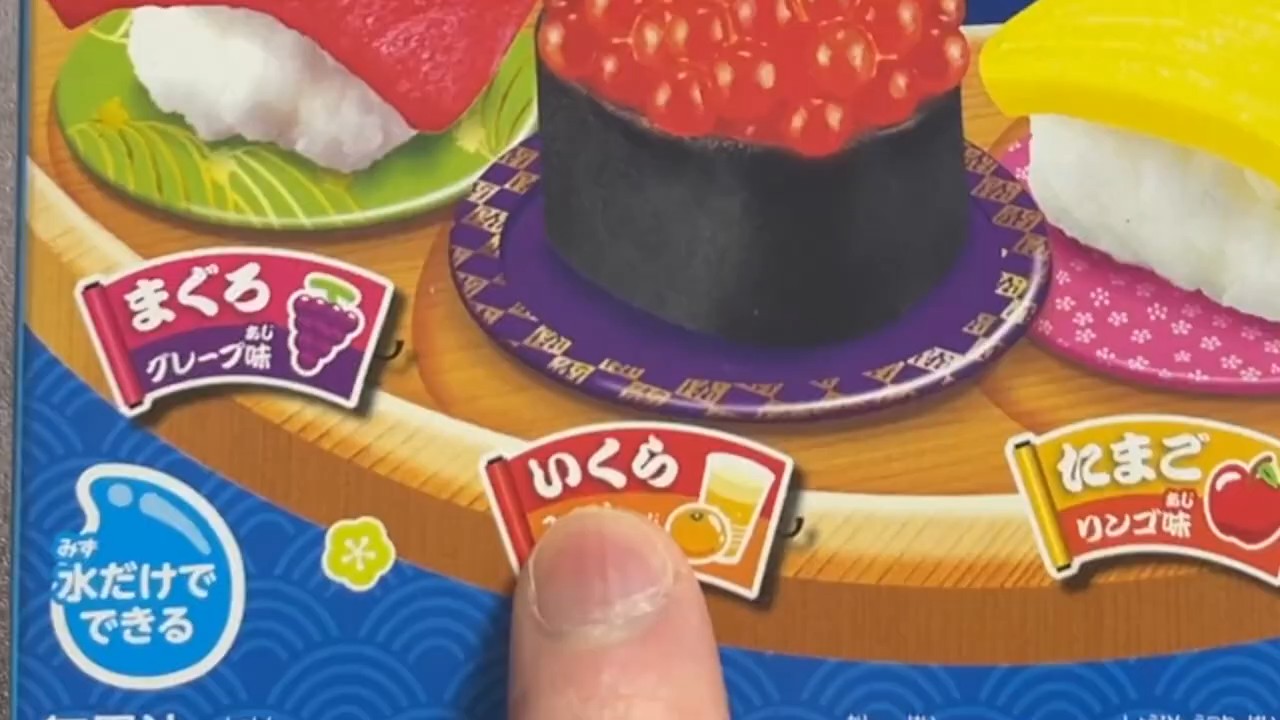 まぐろ
あじ
グレープ味
いくら
たまご
あじ
リンゴ味
みず
水だけで
できる